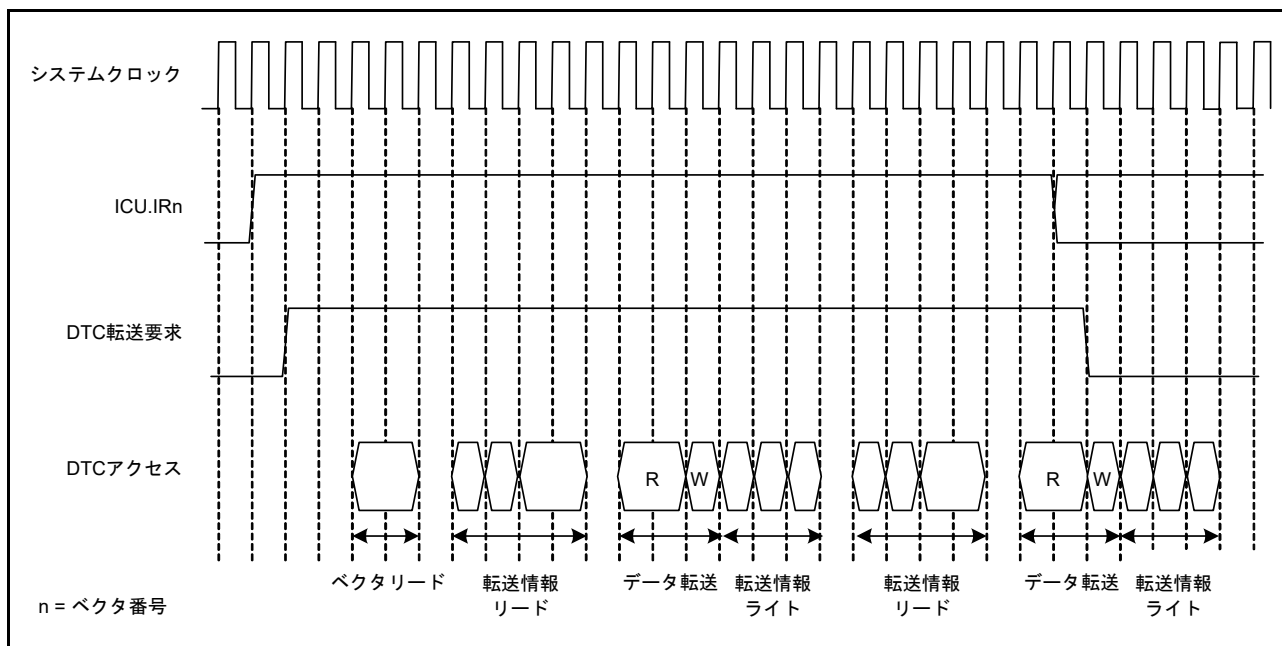 システムクロック
ICU.IRn
DTC転送要求
DTCアクセス
R
W
R
W
ベクタリード
転送情報
リード
データ転送
転送情報
ライト
転送情報
リード
データ転送
転送情報
ライト
n = ベクタ番号